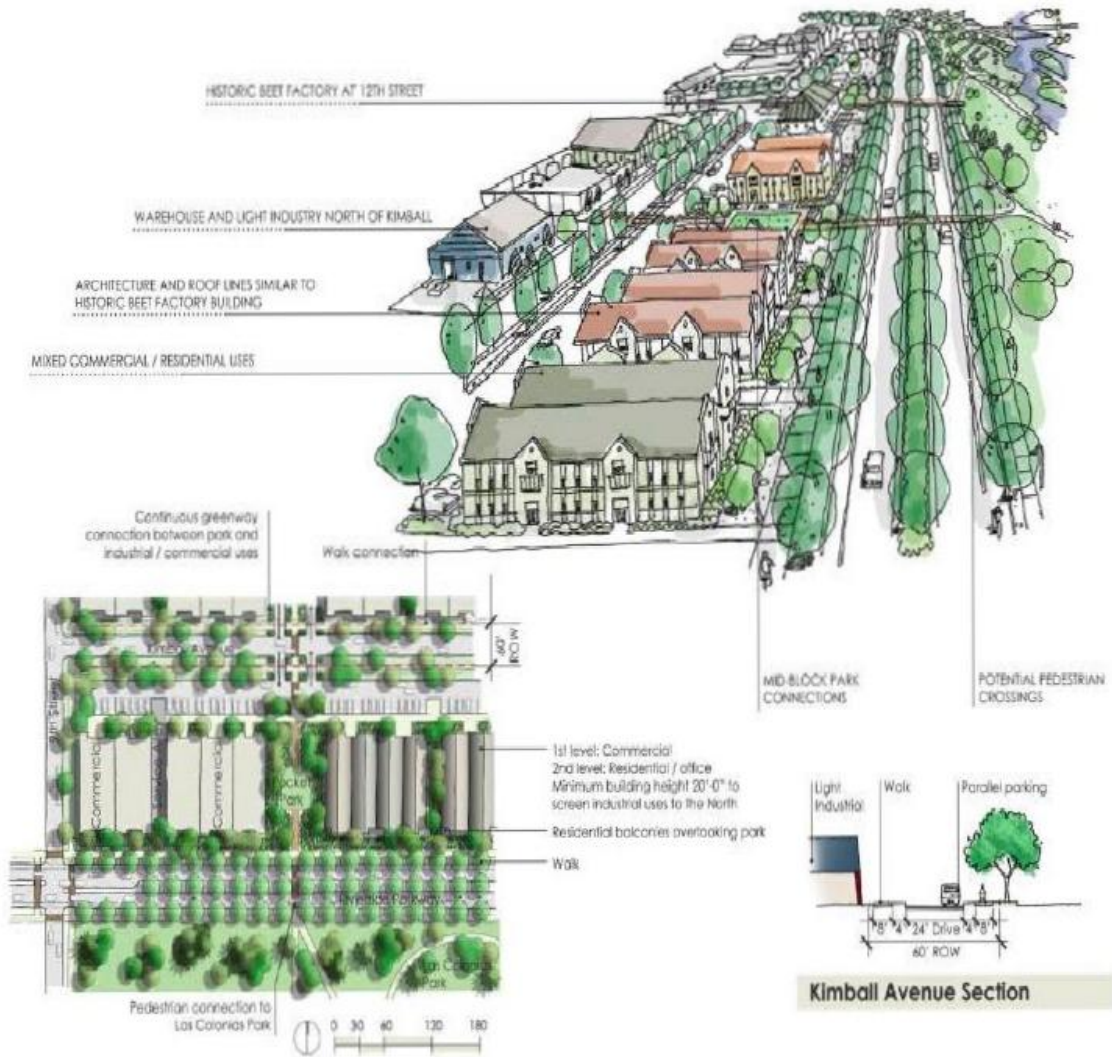 HISTORIC BEET FACTORY AT 12TH STREET
WAREHOUSE AND LIGHT INDUSTRY NORTH OF KIMBALL
ARCHITECTURE AND ROOF LINES SIMILAR TO
HISTORIC BEET FACTORY BUILDING
MIXED COMMERCIAL / RESIDENTIAL USES
MID-BLOCK PARK
CONNECTIONS
POTENTIAL PEDESTRIAN
CROSSINGS
Continuous greenway
connection between park and
industrial / commercial uses
Walk connection
60'
ROW
Commercial
Service Area
Commercial
Pocket
Park
1st level: Commercial
2nd level: Residential / office
Minimum building height 20'-0" to
screen industrial uses to the North
Residential balconies overlooking park
Walk
Riverside Parkway
Las Colonias
Park
Pedestrian connection to
Las Colonias Park
0 30 60 120 180
Light
Industrial
Walk
Parallel parking
8' 4' 24' Drive 4' 8'
60' ROW
Kimball Avenue Section